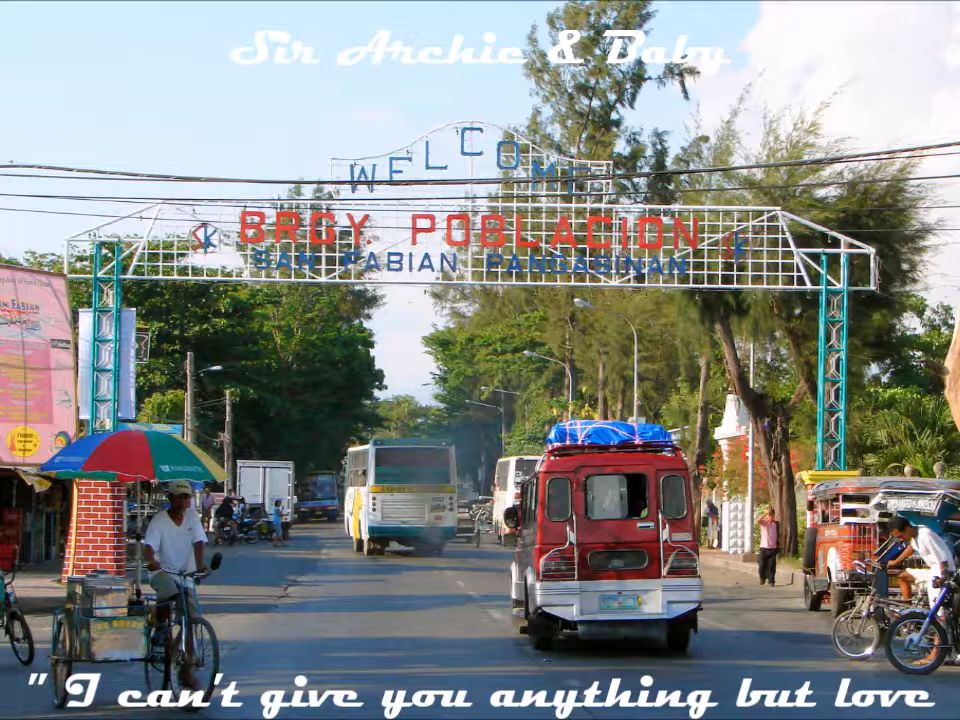 Sir Archie & Baby
WELCOME
BRGY. POBLACION
SAN FABIAN PANGASINAN
"I can't give you anything but love